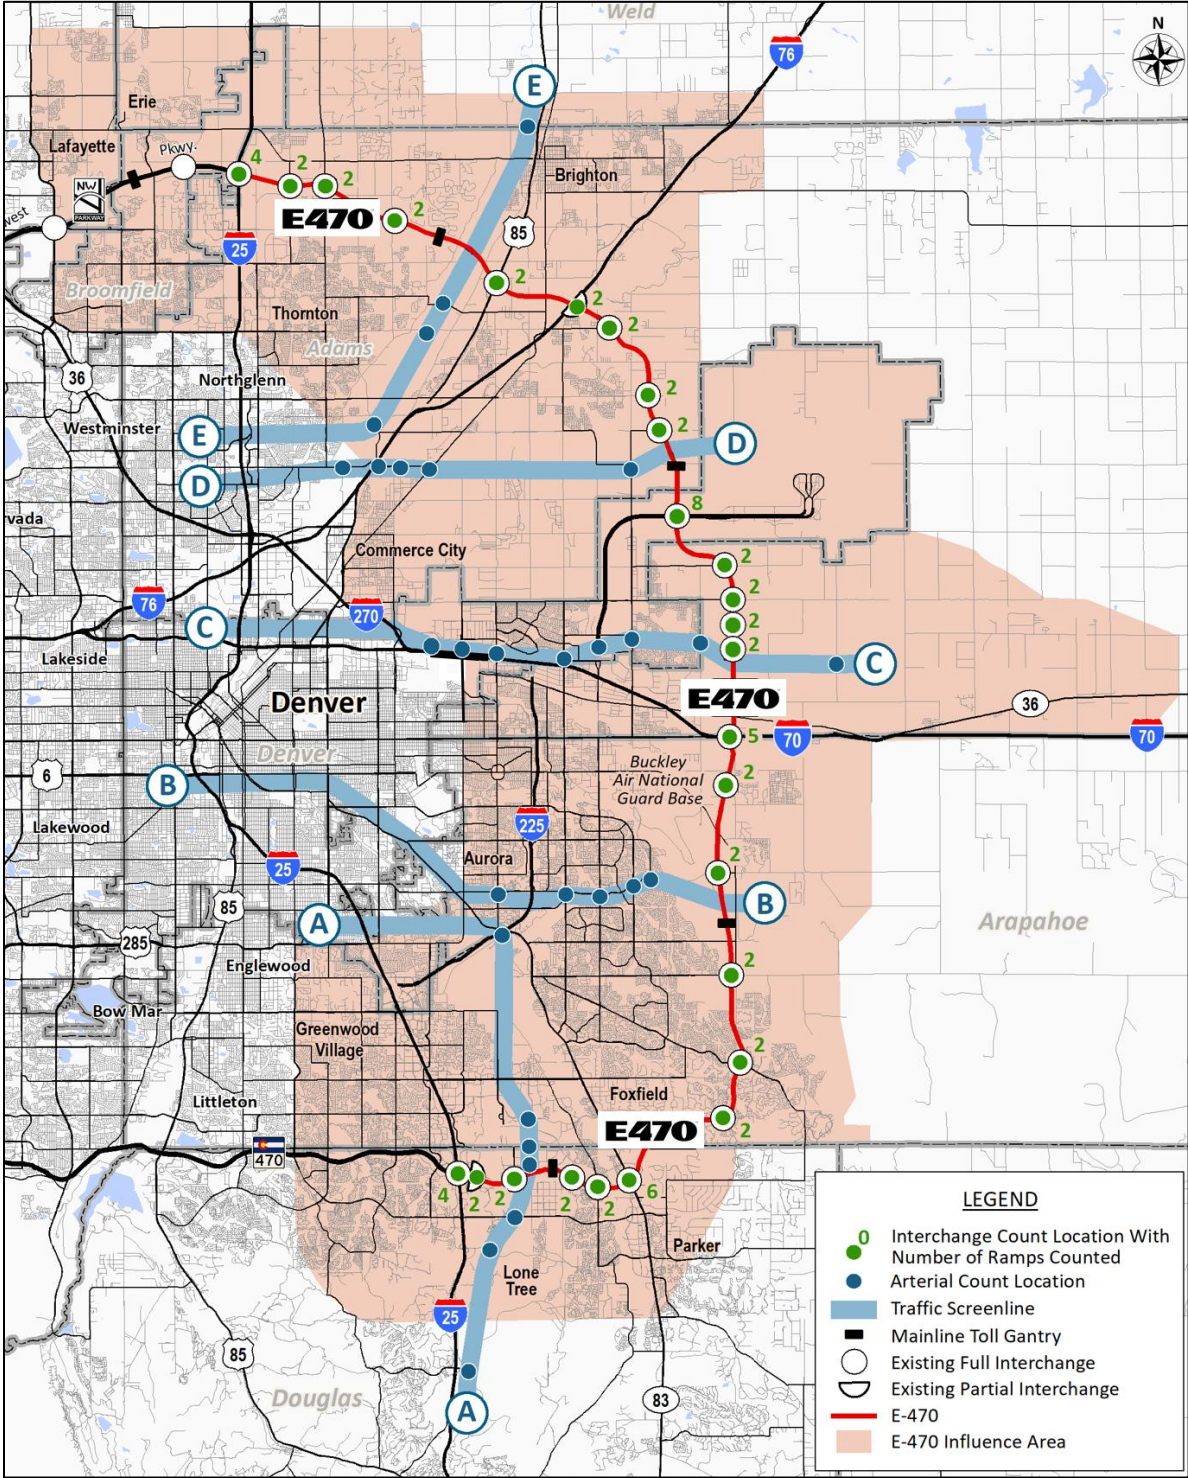 Weld
N
76
E
Erie
Lafayette
Pkwy.
4
2
2
Brighton
NW
PARKWAY
west
E470
2
85
25
Broomfield
2
2
Thornton
2
Adams
36
Northglenn
2
Westminster
E
2
D
D
vada
8
Commerce City
2
76
270
2
C
2
2
Lakeside
C
E470
Denver
36
5
70
70
Denver
6
B
Buckley
Air National
Guard Base
2
Lakewood
225
25
Aurora
2
85
B
A
Arapahoe
285
Englewood
2
Bow Mar
Greenwood
Village
2
Littleton
Foxfield
E470
2
470
4
2
2
2
2
6
Parker
Lone
Tree
25
85
Douglas
83
A
LEGEND
0
Interchange Count Location With
Number of Ramps Counted
Arterial Count Location
Traffic Screenline
Mainline Toll Gantry
Existing Full Interchange
Existing Partial Interchange
E-470
E-470 Influence Area